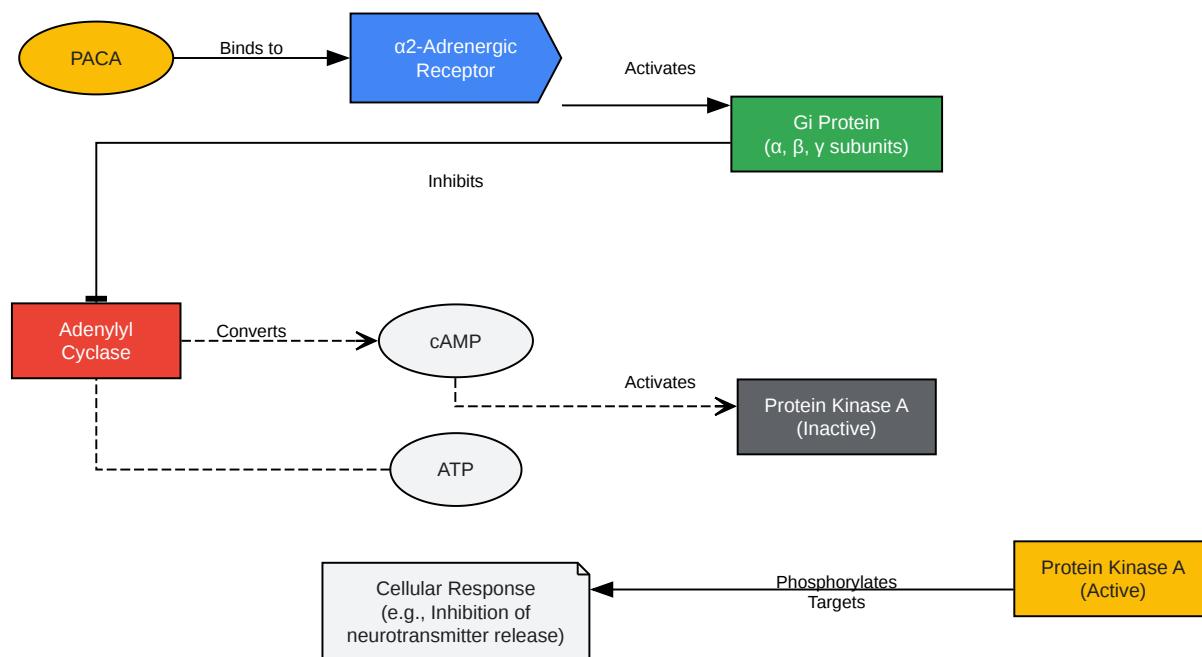 PACA
Binds to
α2-Adrenergic
Receptor
Activates
Gi Protein
(α, β, γ subunits)
Inhibits
Adenylyl
Cyclase
Converts
cAMP
Activates
Protein Kinase A
(Inactive)
ATP
Cellular Response
(e.g., Inhibition of
neurotransmitter release)
Phosphorylates
Targets
Protein Kinase A
(Active)